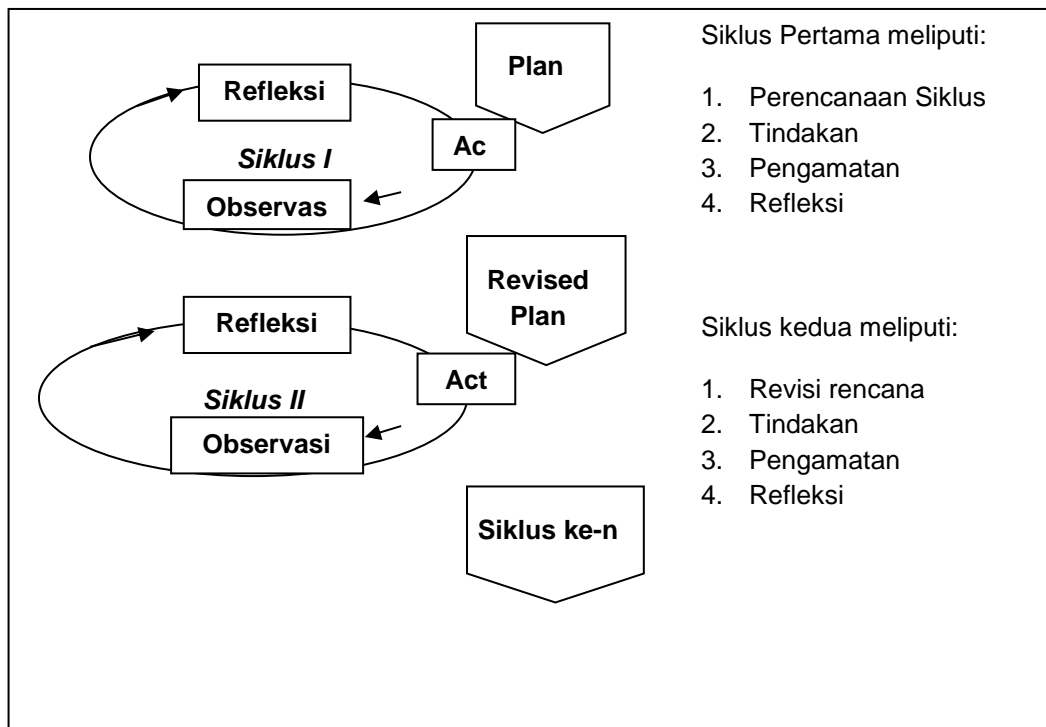 Plan
Refleksi
Ac
Siklus I
Observas
Revised
Plan
Refleksi
Act
Siklus II
Observasi
Siklus ke-n
Siklus Pertama meliputi:
1. Perencanaan Siklus
2. Tindakan
3. Pengamatan
4. Refleksi
Siklus kedua meliputi:
1. Revisi rencana
2. Tindakan
3. Pengamatan
4. Refleksi